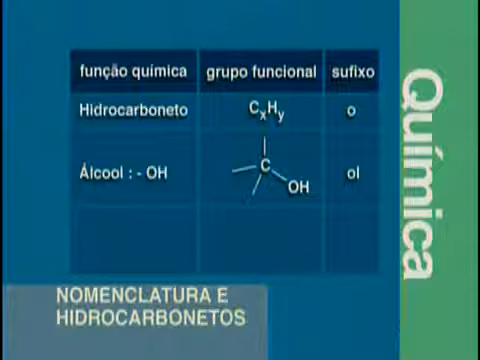 função química grupo funcional sufixo
Hidrocarboneto CxHy o
Álcool : - OH C OH ol
NOMENCLATURA E
HIDROCARBONETOS
Química